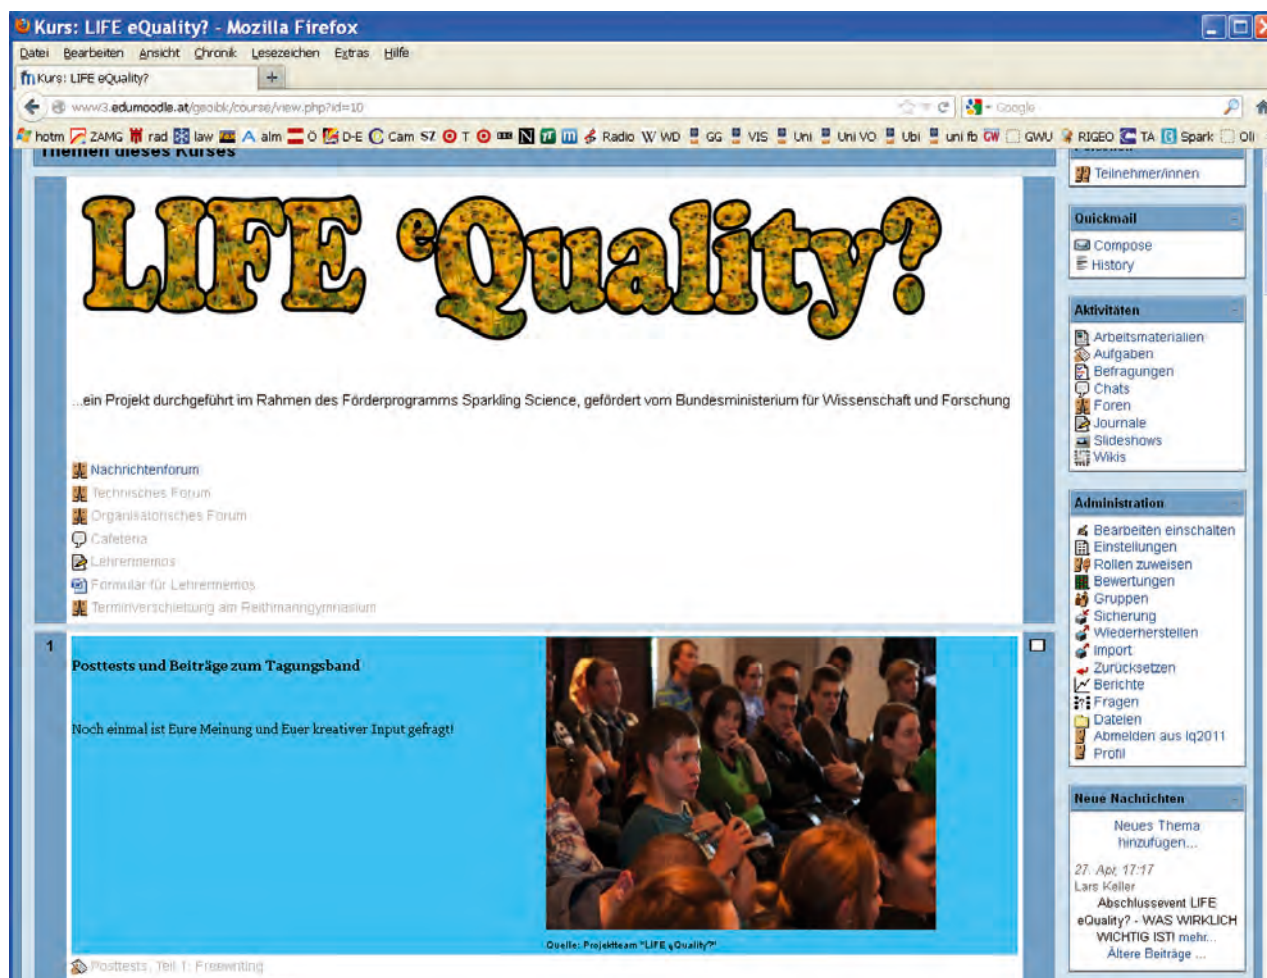 Kurs: LIFE eQuality? - Mozilla Firefox
Datei Bearbeiten Ansicht Chronik Lesezeichen Extras Hilfe
Kurs: LIFE eQuality? +
www3.edumoodle.at/geoibk/course/view.php?id=10 Google
hotm ZAMG rad law alm Ö D-E Cam SZ T O Radio W WD GG VIS Uni Uni VO Ubi uni fb GW GWU RIGEO TA Spark Oli
Themen dieses Kurses
LIFE eQuality?
...ein Projekt durchgeführt im Rahmen des Förderprogramms Sparkling Science, gefördert vom Bundesministerium für Wissenschaft und Forschung
Nachrichtenforum
Technisches Forum
Organisatorisches Forum
Cafeteria
Lehrermemos
Formular für Lehrermemos
Terminverschiebung am Reithmanngymnasium
1
Posttests und Beiträge zum Tagungsband
Noch einmal ist Eure Meinung und Euer kreativer Input gefragt!
Quelle: Projektteam "LIFE eQuality?"
Posttests, Teil 1: Freewriting
Teilnehmer/innen
Quickmail
Compose
History
Aktivitäten
Arbeitsmaterialien
Aufgaben
Befragungen
Chats
Foren
Journale
Slideshows
Wikis
Administration
Bearbeiten einschalten
Einstellungen
Rollen zuweisen
Bewertungen
Gruppen
Sicherung
Wiederherstellen
Import
Zurücksetzen
Berichte
Fragen
Dateien
Abmelden aus lq2011
Profil
Neue Nachrichten
Neues Thema
hinzufügen...
27. Apr, 17:17
Lars Keller
Abschlussevent LIFE
eQuality? - WAS WIRKLICH
WICHTIG IST! mehr...
Ältere Beiträge ...